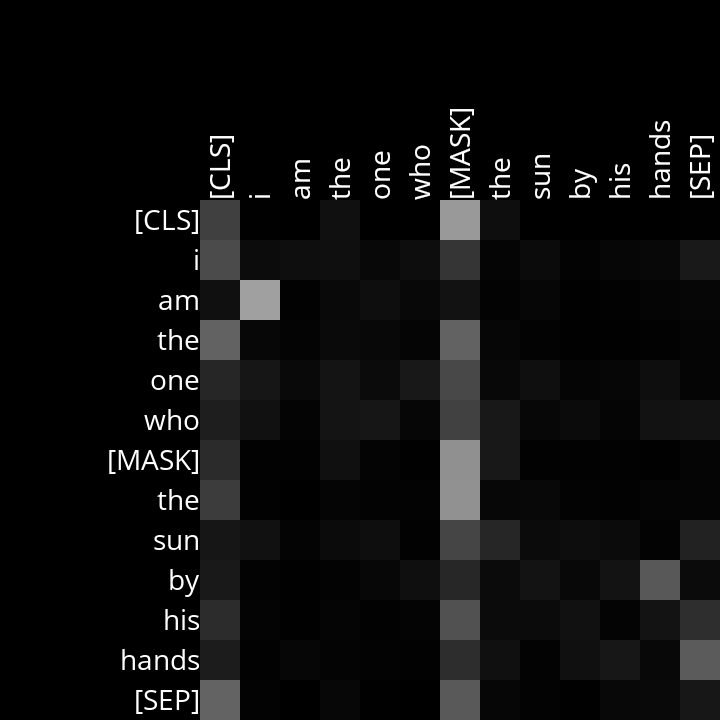 [CLS] i am the one who [MASK] the sun by his hands [SEP]
[CLS]
i
am
the
one
who
[MASK]
the
sun
by
his
hands
[SEP]